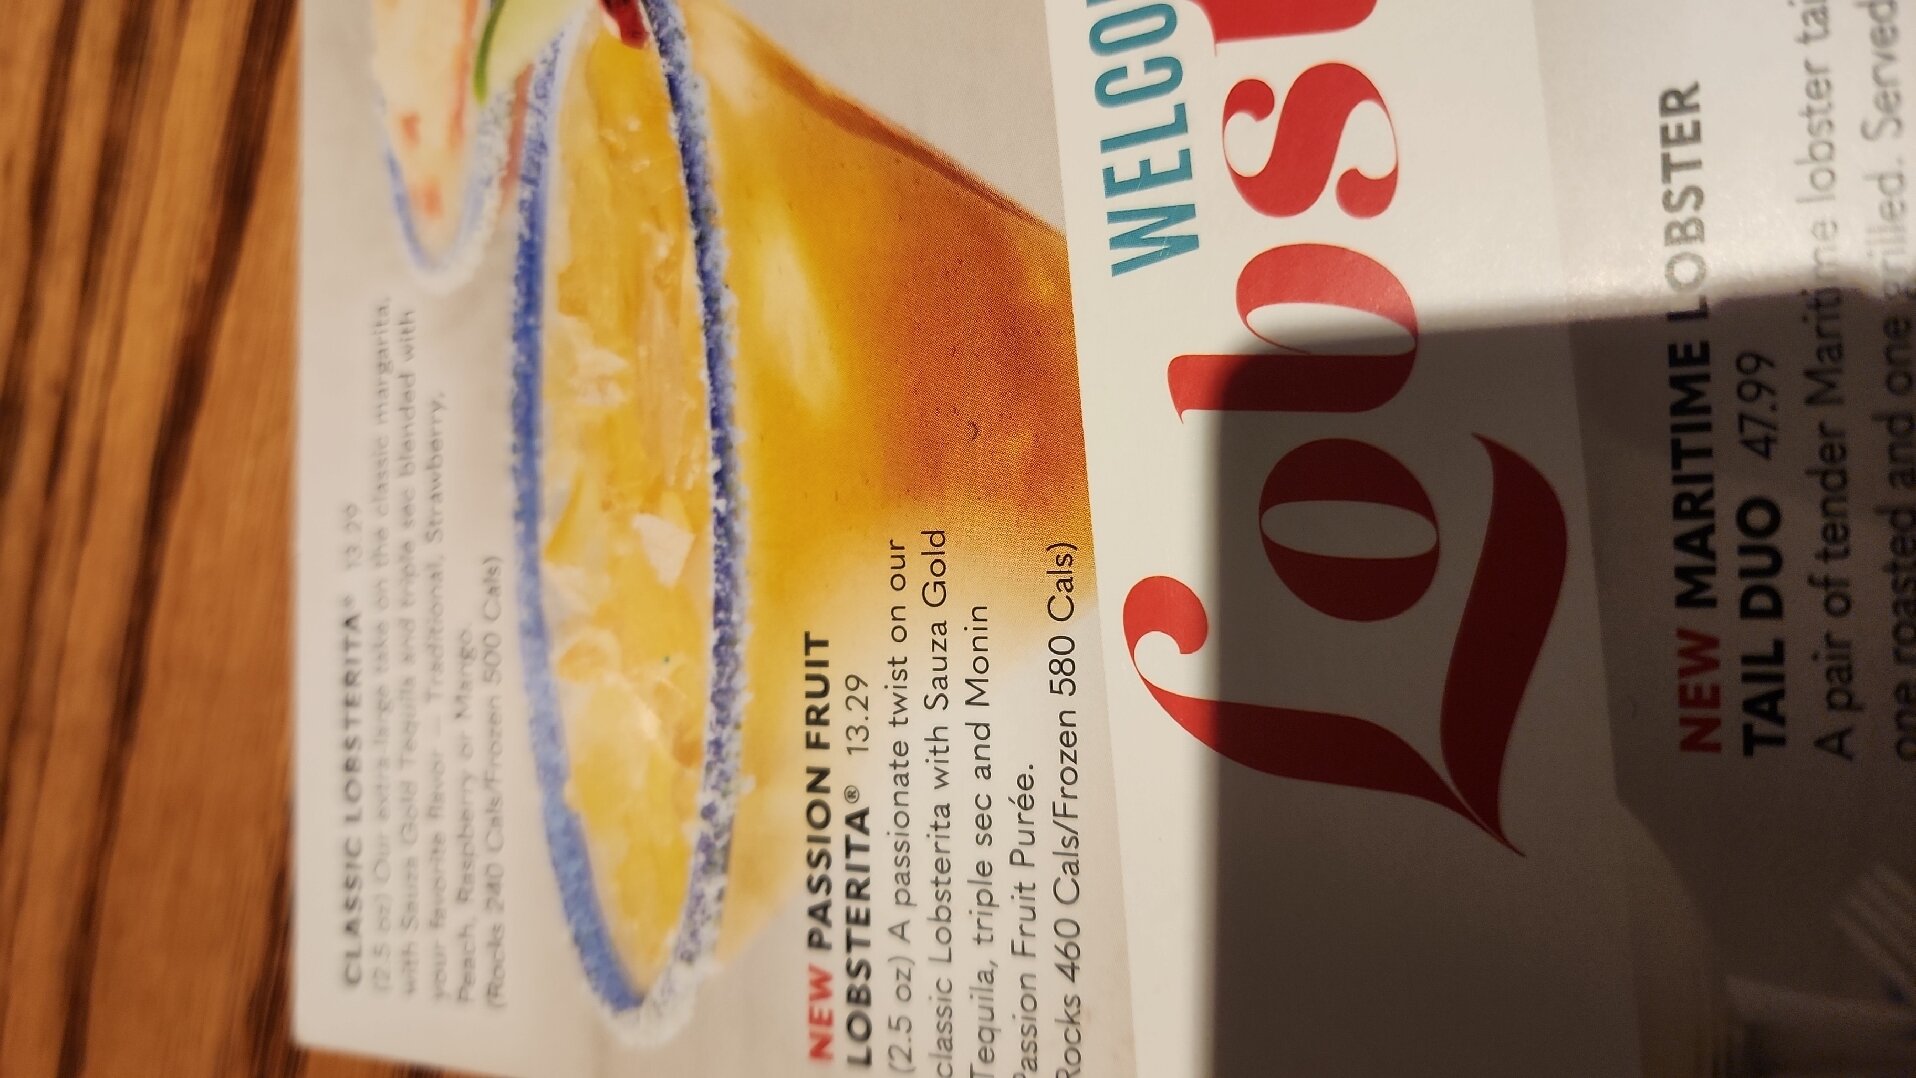 CLASSIC LOBSTERITA® 13.29
(2.5 oz) Our extra-large take on the classic margarita,
with Sauza Gold Tequila and triple sec blended with
your favorite flavor — Traditional, Strawberry,
Peach, Raspberry or Mango.
(Rocks 240 Cals/Frozen 500 Cals)
NEW PASSION FRUIT
LOBSTERITA® 13.29
(2.5 oz) A passionate twist on our
classic Lobsterita with Sauza Gold
Tequila, triple sec and Monin
Passion Fruit Purée.
Rocks 460 Cals/Frozen 580 Cals)
WELCO
Lobst
NEW MARITIME LOBSTER
TAIL DUO 47.99
A pair of tender Maritime lobster tai
one roasted and one grilled. Served